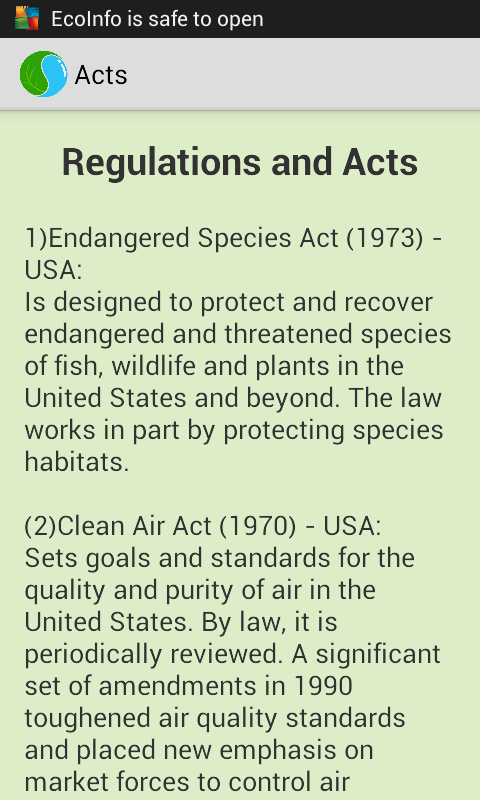 EcoInfo is safe to open
Acts
Regulations and Acts
1)Endangered Species Act (1973) -
USA:
Is designed to protect and recover
endangered and threatened species
of fish, wildlife and plants in the
United States and beyond. The law
works in part by protecting species
habitats.
(2)Clean Air Act (1970) - USA:
Sets goals and standards for the
quality and purity of air in the
United States. By law, it is
periodically reviewed. A significant
set of amendments in 1990
toughened air quality standards
and placed new emphasis on
market forces to control air